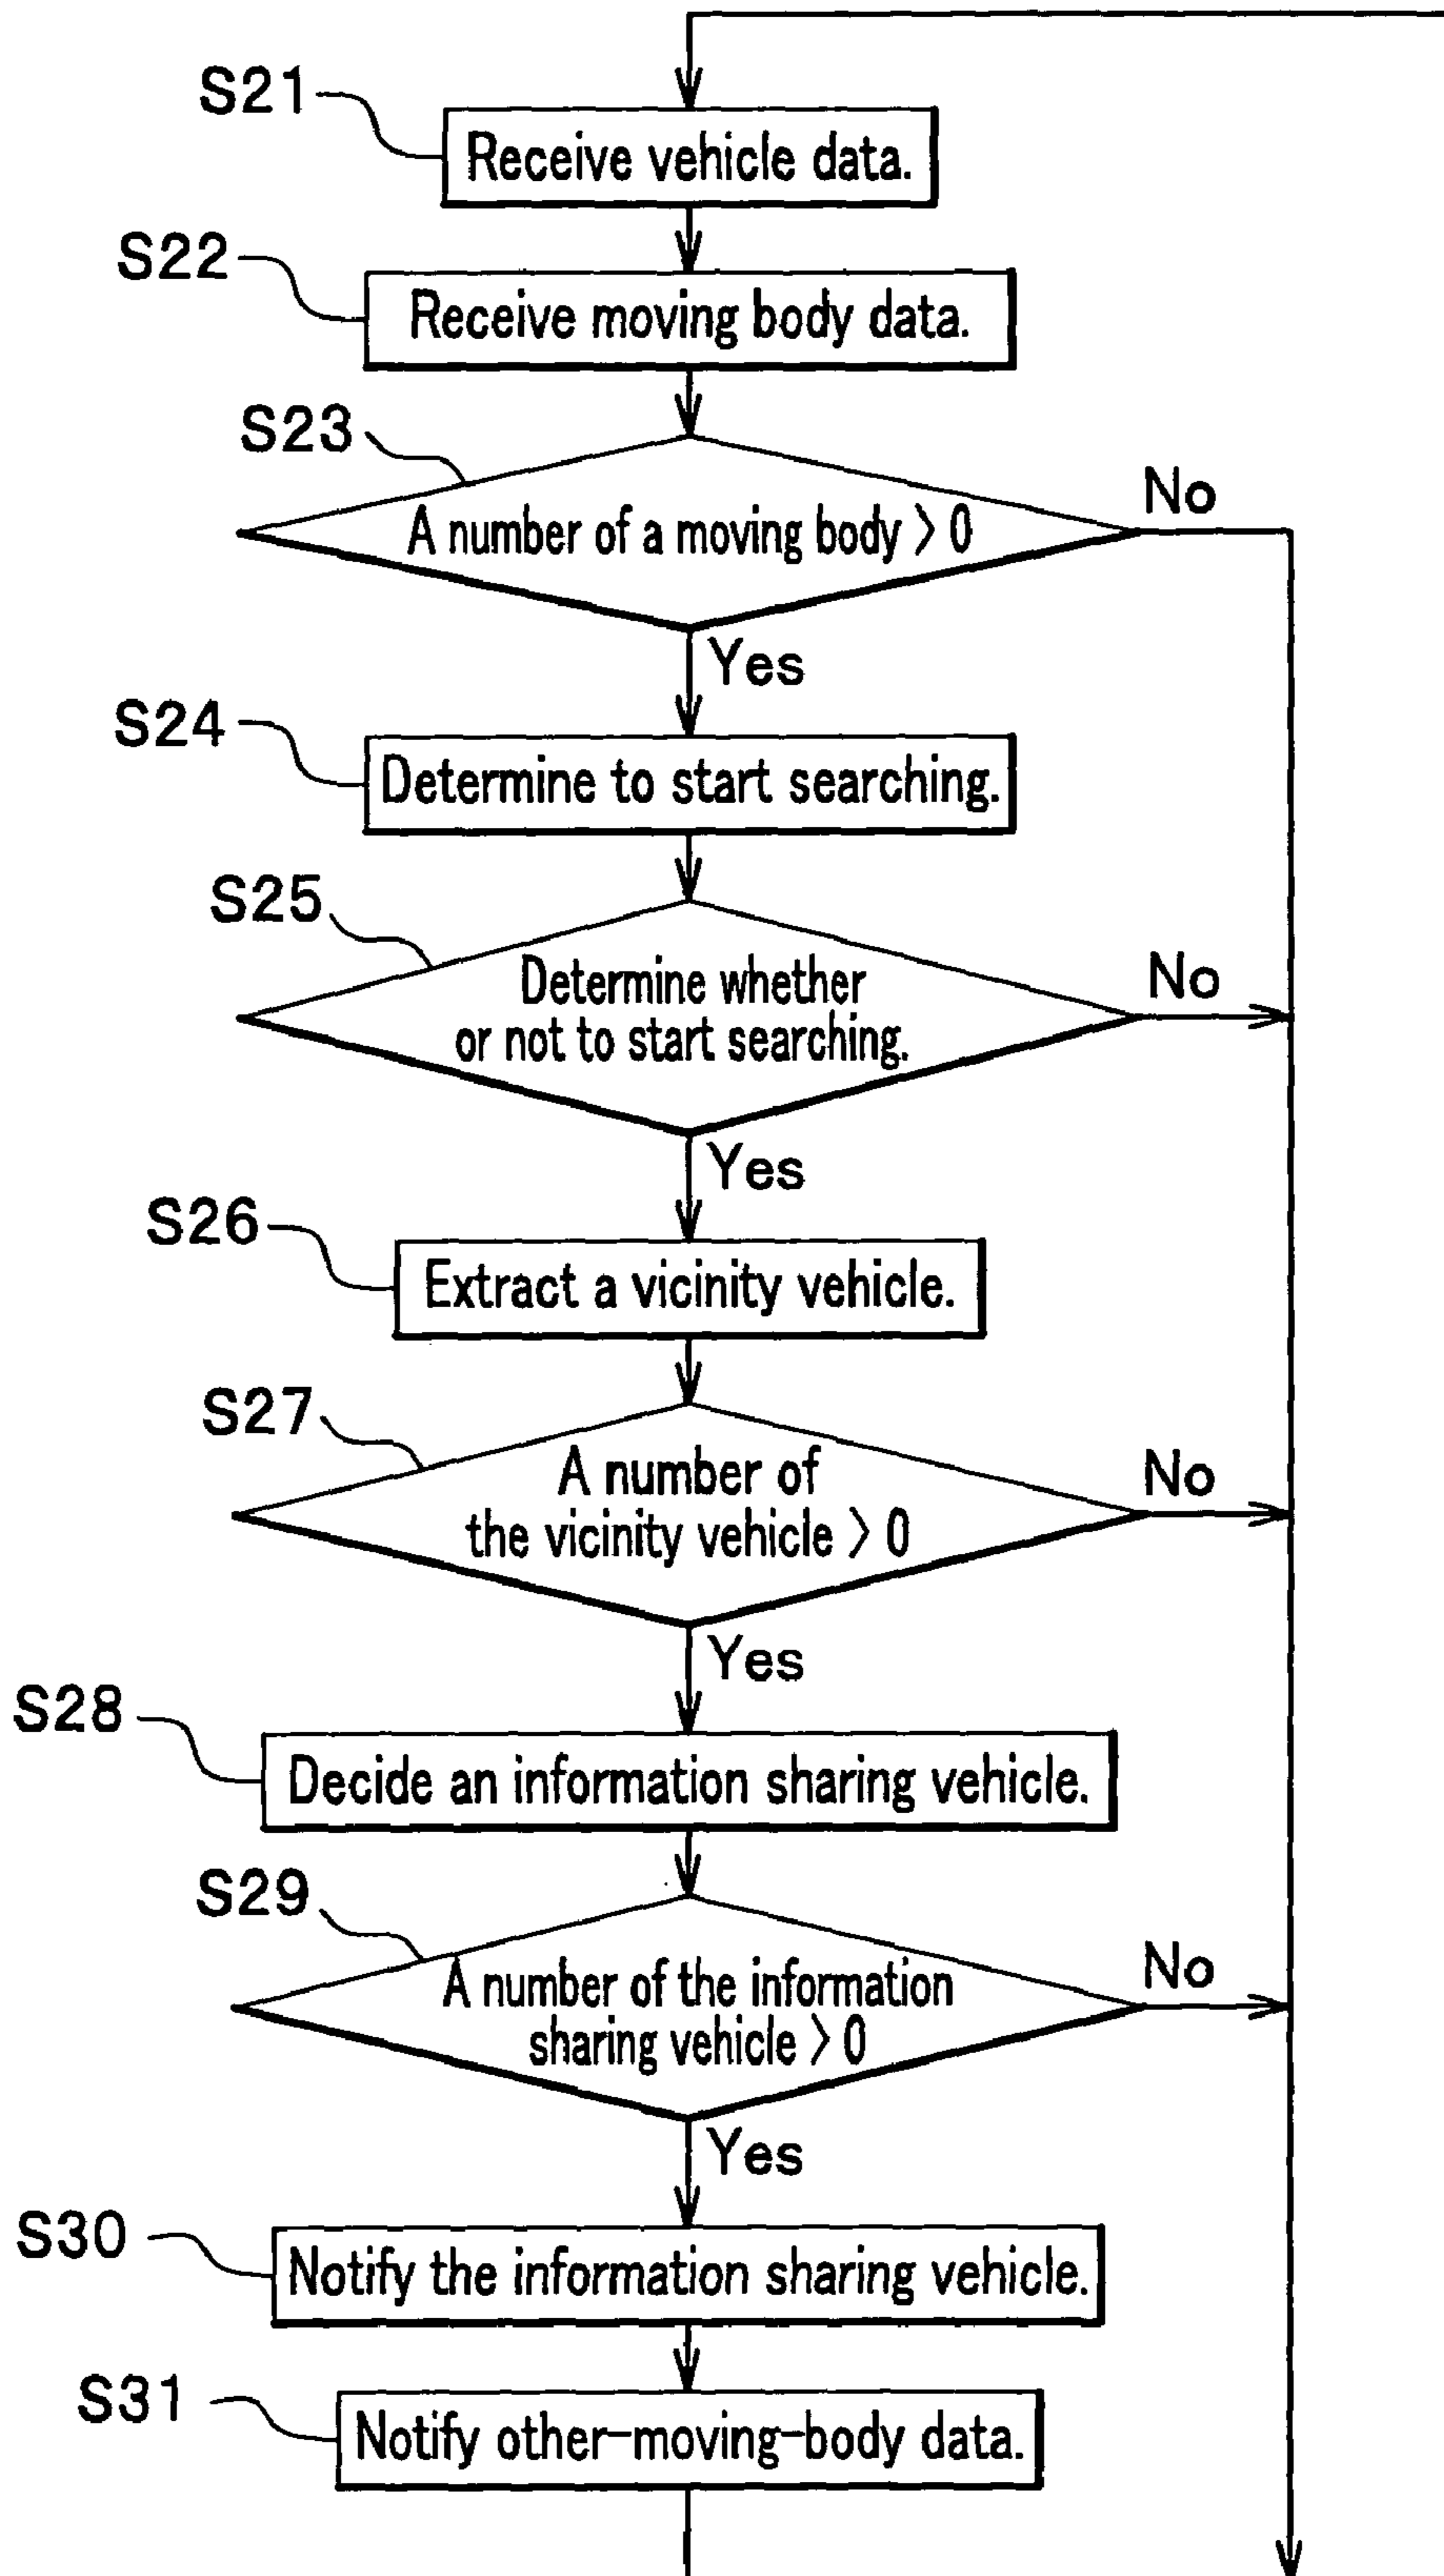 S21
Receive vehicle data.
S22
Receive moving body data.
S23
A number of a moving body > 0
No
Yes
S24
Determine to start searching.
S25
Determine whether
or not to start searching.
No
Yes
S26
Extract a vicinity vehicle.
S27
A number of
the vicinity vehicle > 0
No
Yes
S28
Decide an information sharing vehicle.
S29
A number of the information
sharing vehicle > 0
No
Yes
S30
Notify the information sharing vehicle.
S31
Notify other-moving-body data.